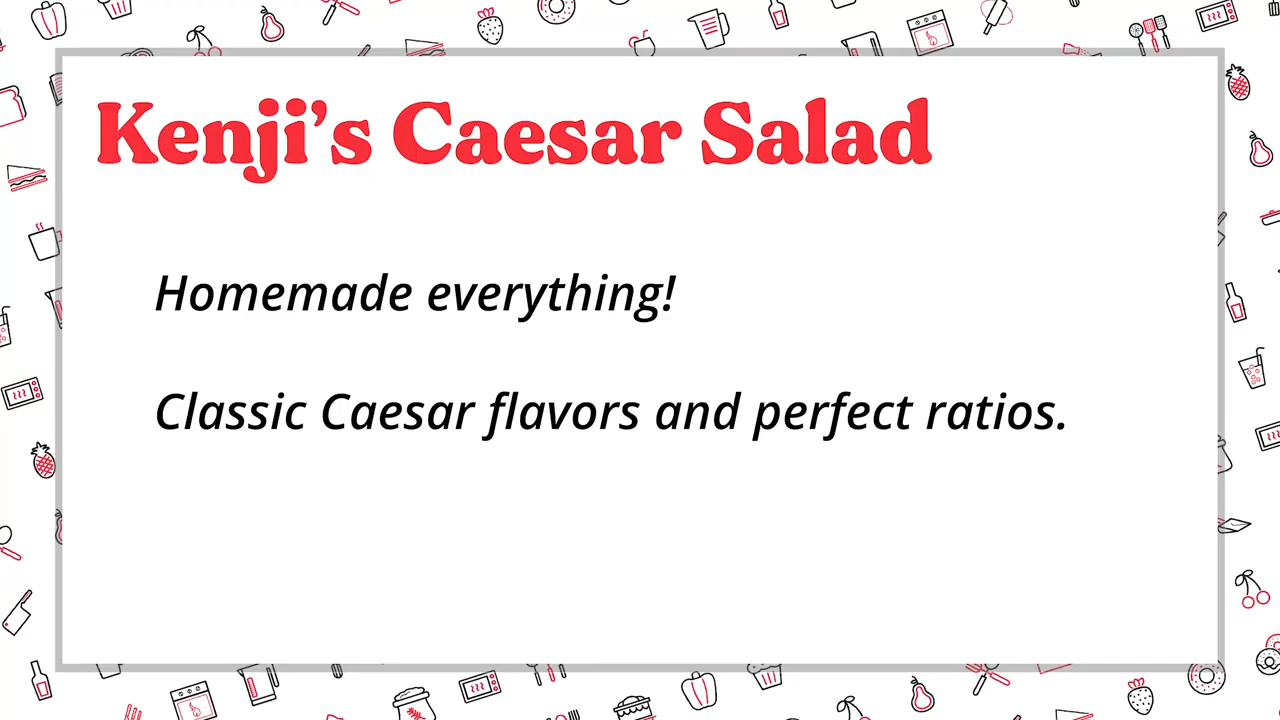 Kenji’s Caesar Salad
Homemade everything!
Classic Caesar flavors and perfect ratios.